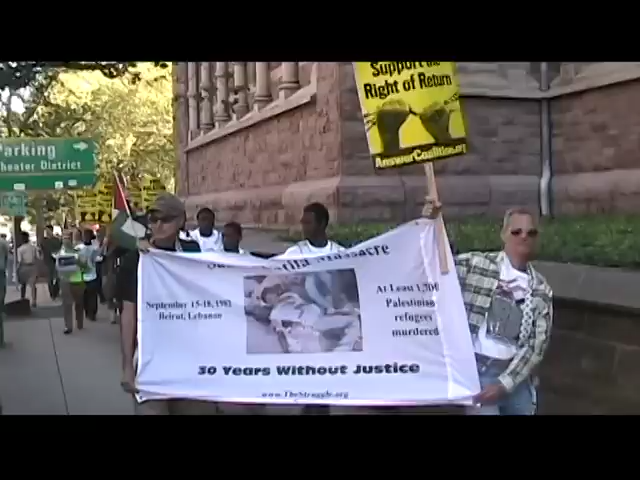 Support the
Right of Return
AnswerCoalition.org
Parking
Theater District
Massacre
September 15-18, 1982
Beirut, Lebanon
At Least 1,700
Palestinian
refugees
murdered
30 Years Without Justice
www.TheStruggle.org